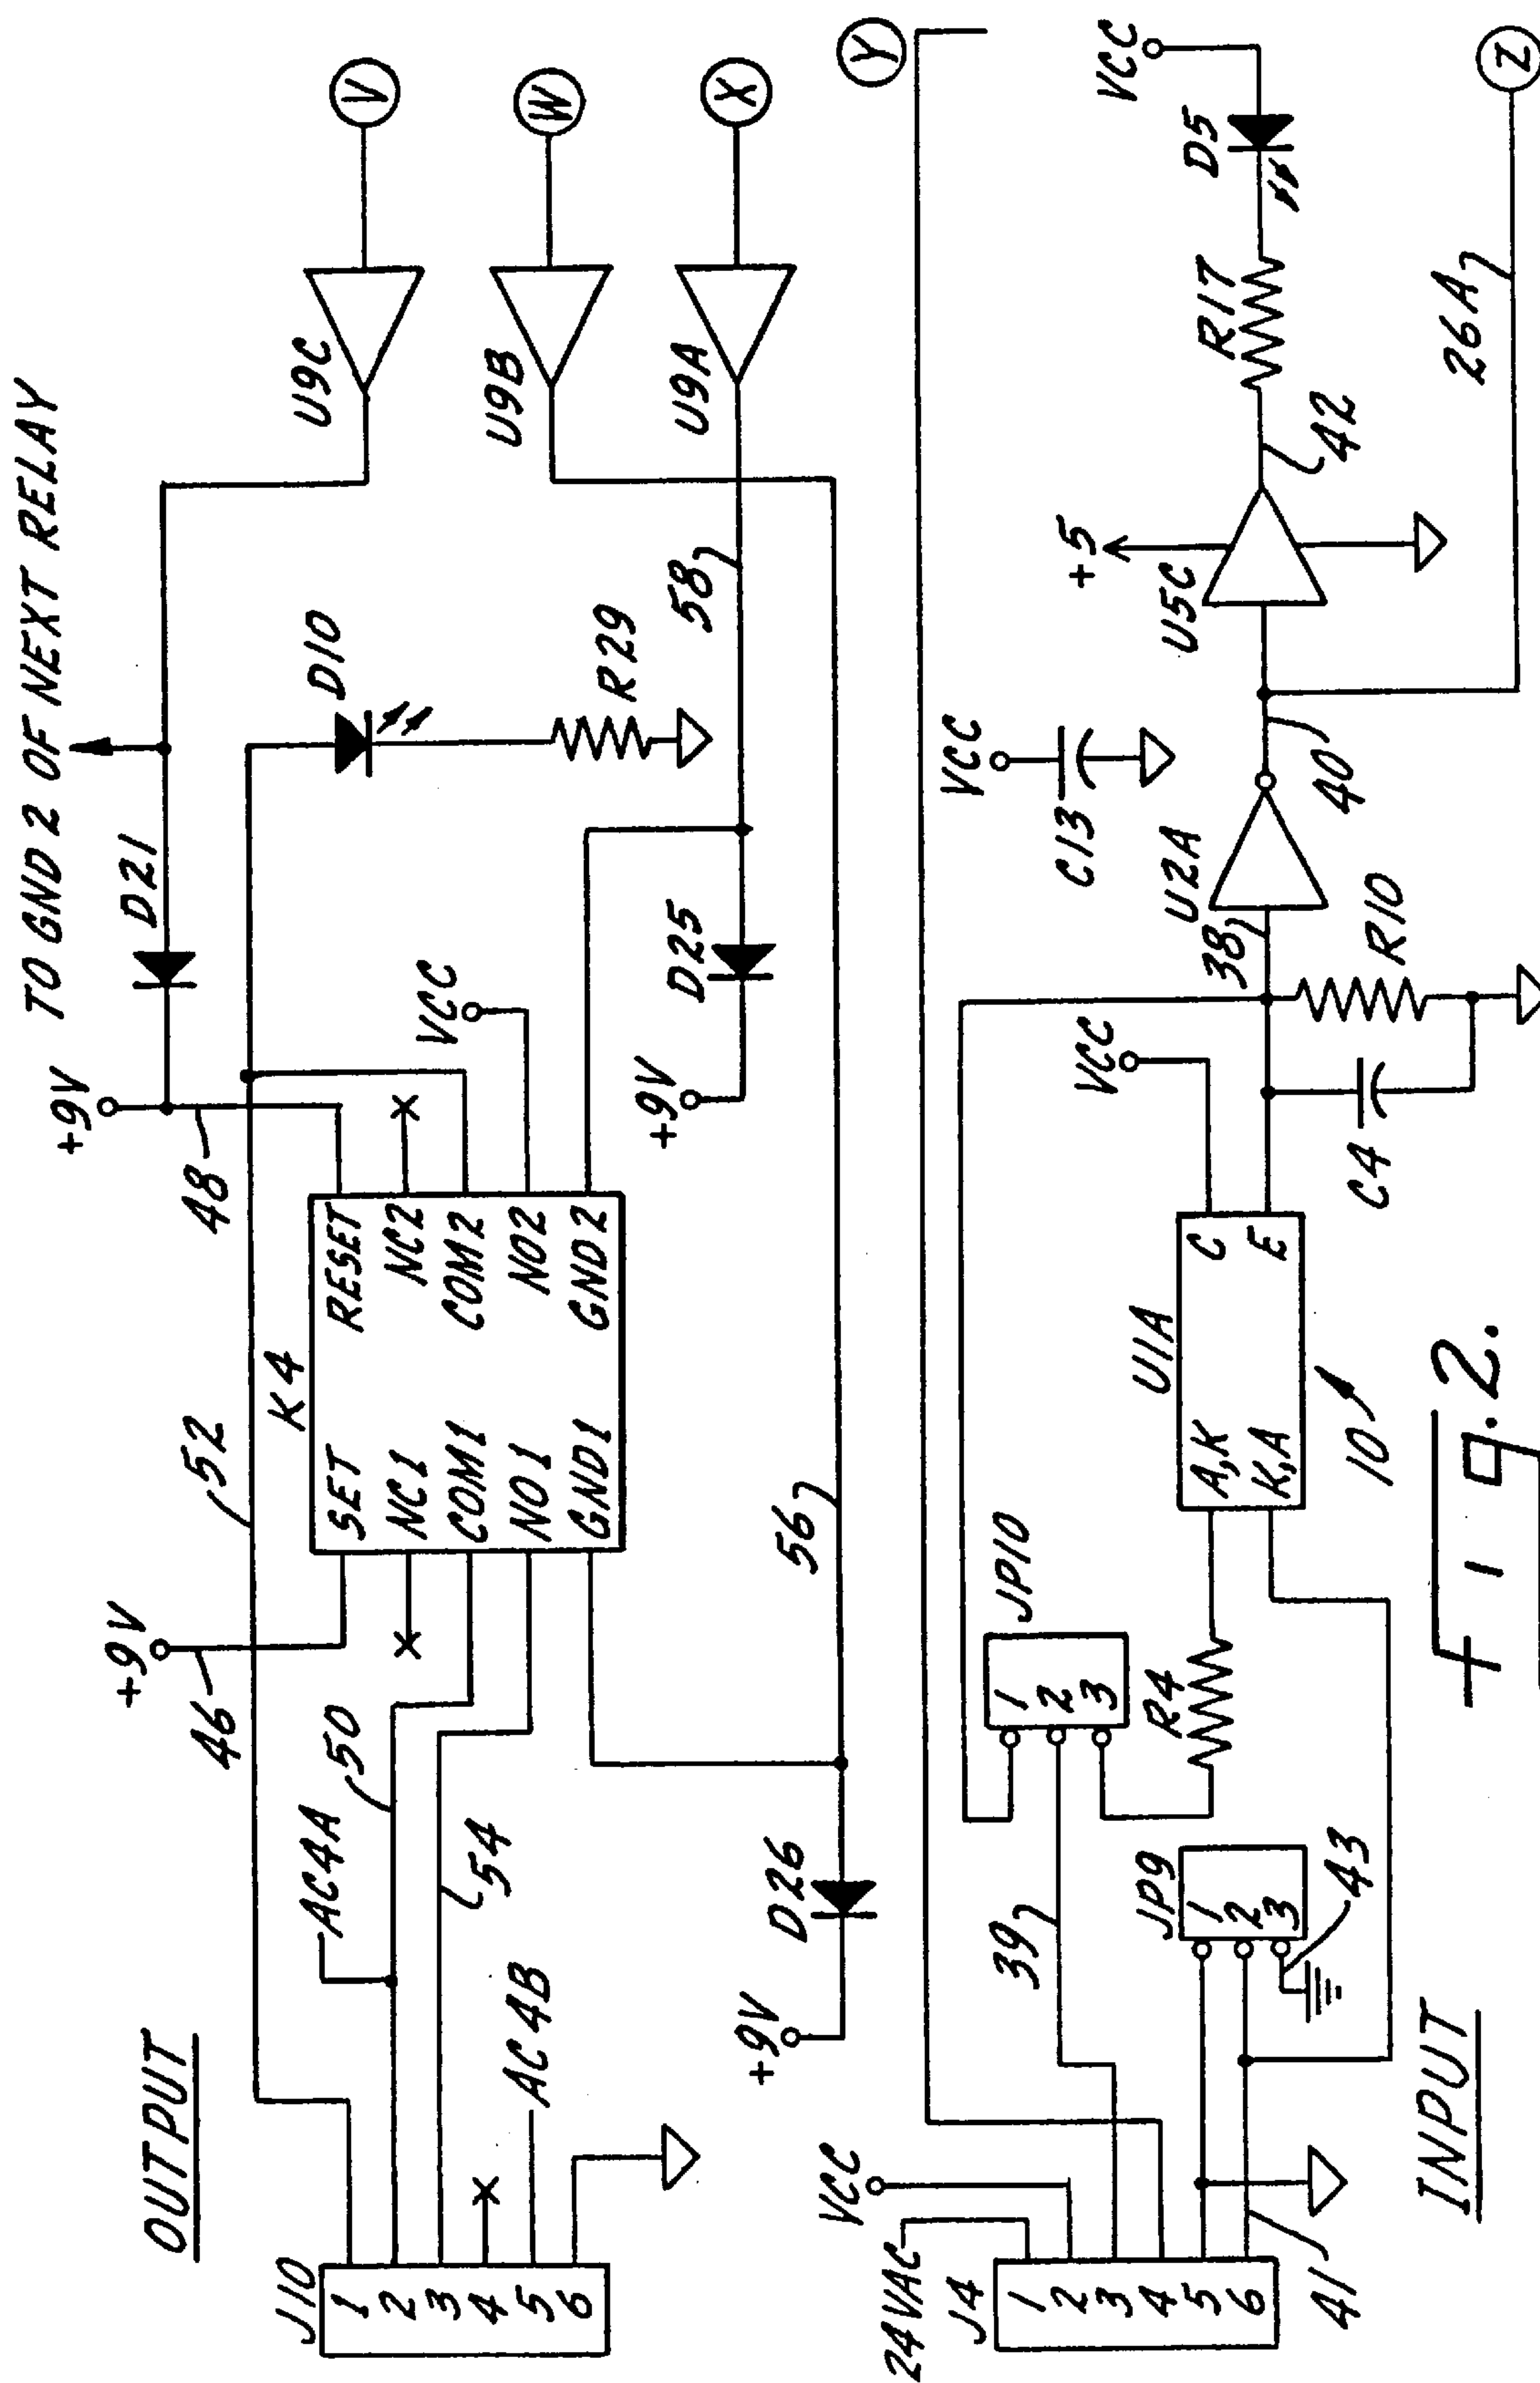 OUTPUT
J10
1
2
3
4
5
6
AC4A
50
54
AC4B
46
+9V
52
K4
SET
NC1
COM1
NO1
GND1
RESET
NC2
COM2
NO2
GND2
48
+9V
D21
TO GND 2 OF NEXT RELAY
VCC
D10
R29
D25
+9V
58
56
D26
+9V
U9C
U9B
U9A
V
W
X
Y
INPUT
24VAC
VCC
J4
1
2
3
4
5
6
41
39
JP9
1
2
3
43
JP10
1
2
3
R4
U1A
A,K
K,A
C
E
10
VCC
C4
R10
38
U2A
40
VCC
C13
+5
U5C
42
R17
D5
VCC
26A
Z
Fig. 2.